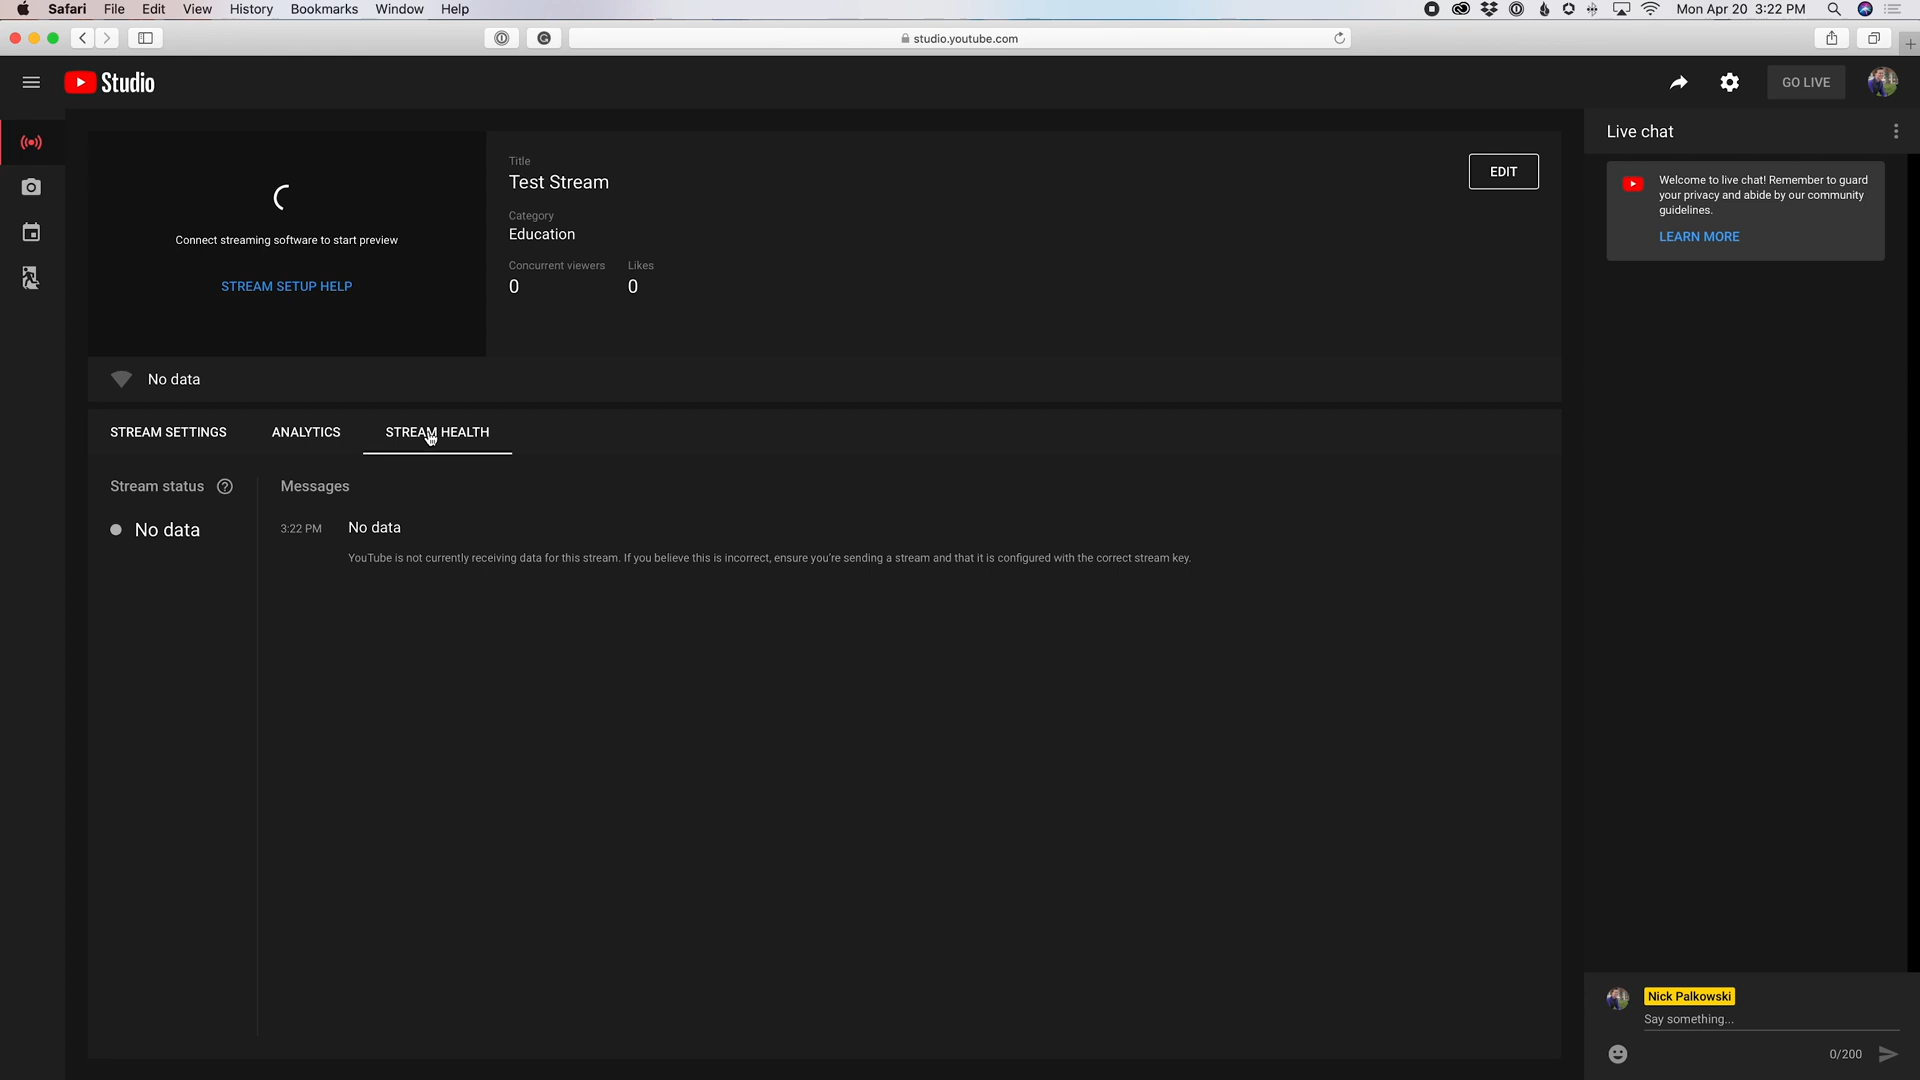 Safari File Edit View History Bookmarks Window Help Mon Apr 20 3:22 PM
studio.youtube.com
Studio
GO LIVE
Connect streaming software to start preview
STREAM SETUP HELP
Title
Test Stream
EDIT
Category
Education
Concurrent viewers Likes
0 0
No data
STREAM SETTINGS ANALYTICS STREAM HEALTH
Stream status
No data
Messages
3:22 PM No data
YouTube is not currently receiving data for this stream. If you believe this is incorrect, ensure you're sending a stream and that it is configured with the correct stream key.
Live chat
Welcome to live chat! Remember to guard
your privacy and abide by our community
guidelines.
LEARN MORE
Nick Palkowski
Say something...
0/200